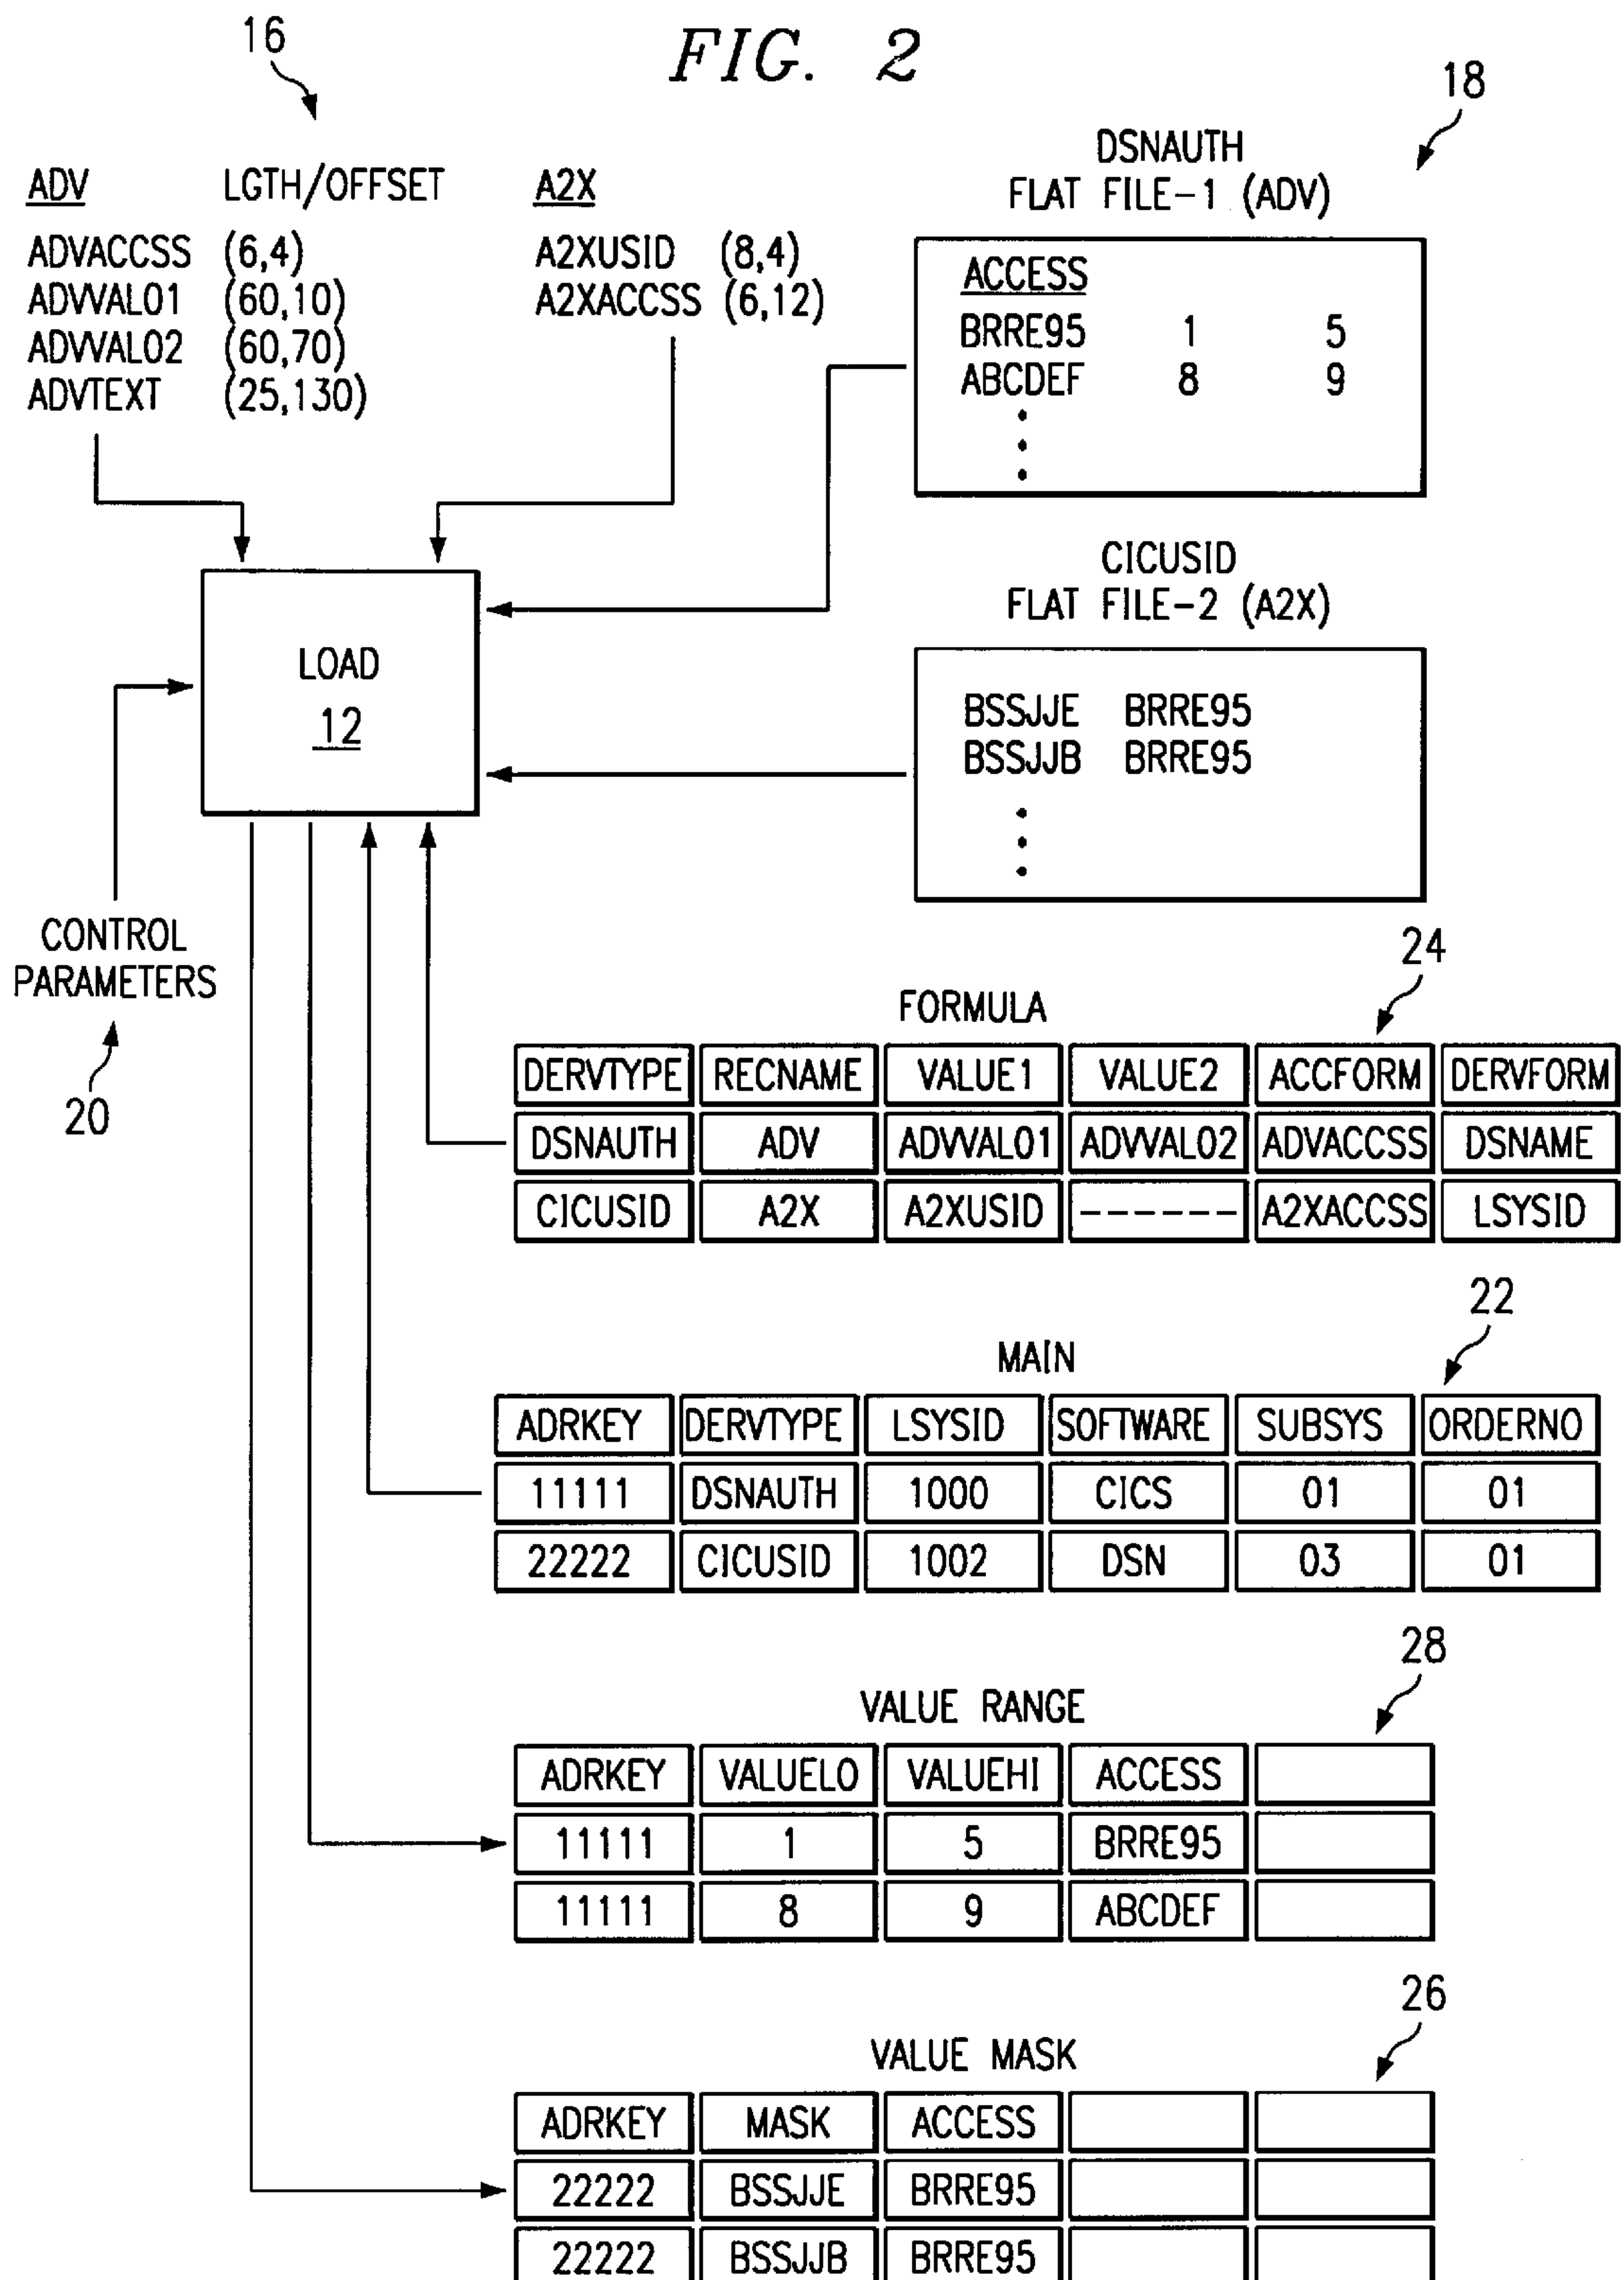 FIG. 2
16
ADV LGTH/OFFSET A2X
ADVACCSS (6,4) A2XUSID (8,4)
ADVVAL01 (60,10) A2XACCSS (6,12)
ADVVAL02 (60,70)
ADVTEXT (25,130)
18
DSNAUTH
FLAT FILE-1 (ADV)
ACCESS
BRRE95 1 5
ABCDEF 8 9
CICUSID
FLAT FILE-2 (A2X)
BSSJJE BRRE95
BSSJJB BRRE95
LOAD
12
CONTROL
PARAMETERS
20
24
FORMULA
DERVTYPE RECNAME VALUE1 VALUE2 ACCFORM DERVFORM
DSNAUTH ADV ADVVAL01 ADVVAL02 ADVACCSS DSNAME
CICUSID A2X A2XUSID ------ A2XACCSS LSYSID
22
MAIN
ADRKEY DERVTYPE LSYSID SOFTWARE SUBSYS ORDERNO
11111 DSNAUTH 1000 CICS 01 01
22222 CICUSID 1002 DSN 03 01
28
VALUE RANGE
ADRKEY VALUELO VALUEHI ACCESS
11111 1 5 BRRE95
11111 8 9 ABCDEF
26
VALUE MASK
ADRKEY MASK ACCESS
22222 BSSJJE BRRE95
22222 BSSJJB BRRE95